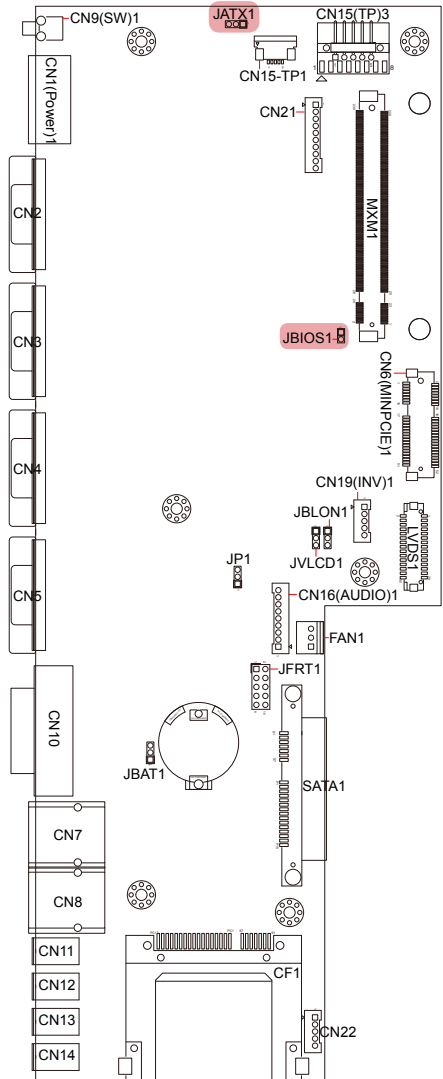 JATX1
CN9(SW)1
CN15(TP)3
CN1(Power)1
CN15-TP1
CN21
CN2
MXM1
CN3
JBIOS1
CN6(MINPCIE)1
CN4
CN19(INV)1
JBLON1
LVDS1
JP1
JVLCD1
CN5
CN16(AUDIO)1
FAN1
JFRT1
CN10
JBAT1
SATA1
CN7
CN8
CN11
CF1
CN12
CN13
CN22
CN14